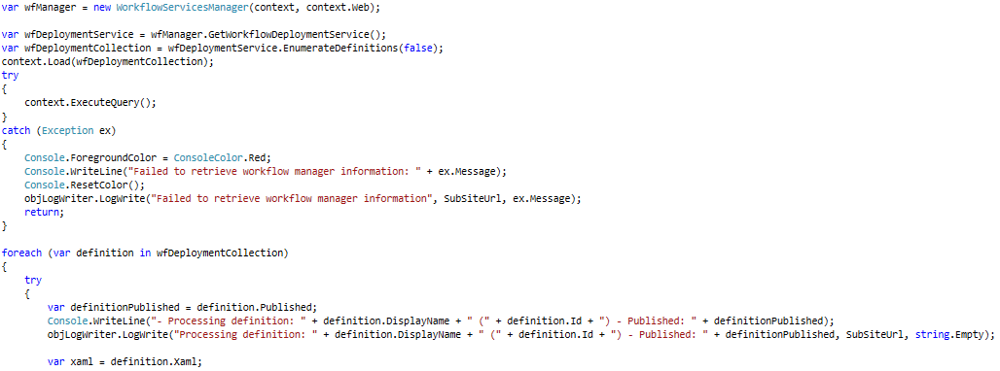 var wfManager = new WorkflowServicesManager(context, context.Web);
var wfDeploymentService = wfManager.GetWorkflowDeploymentService();
var wfDeploymentCollection = wfDeploymentService.EnumerateDefinitions(false);
context.Load(wfDeploymentCollection);
try
{
    context.ExecuteQuery();
}
catch (Exception ex)
{
    Console.ForegroundColor = ConsoleColor.Red;
    Console.WriteLine("Failed to retrieve workflow manager information: " + ex.Message);
    Console.ResetColor();
    objLogWriter.LogWrite("Failed to retrieve workflow manager information", SubSiteUrl, ex.Message);
    return;
}
foreach (var definition in wfDeploymentCollection)
{
    try
    {
        var definitionPublished = definition.Published;
        Console.WriteLine("- Processing definition: " + definition.DisplayName + " (" + definition.Id + ") - Published: " + definitionPublished);
        objLogWriter.LogWrite("Processing definition: " + definition.DisplayName + " (" + definition.Id + ") - Published: " + definitionPublished, SubSiteUrl, string.Empty);
        var xaml = definition.Xaml;